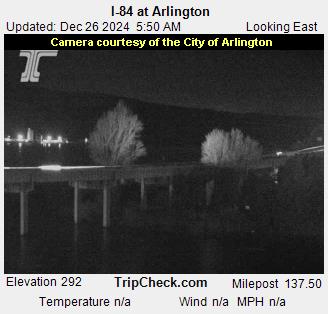 I-84 at Arlington
Updated: Dec 26 2024 5:50 AM Looking East
Camera courtesy of the City of Arlington
Elevation 292 TripCheck.com Milepost 137.50
Temperature n/a Wind n/a MPH n/a